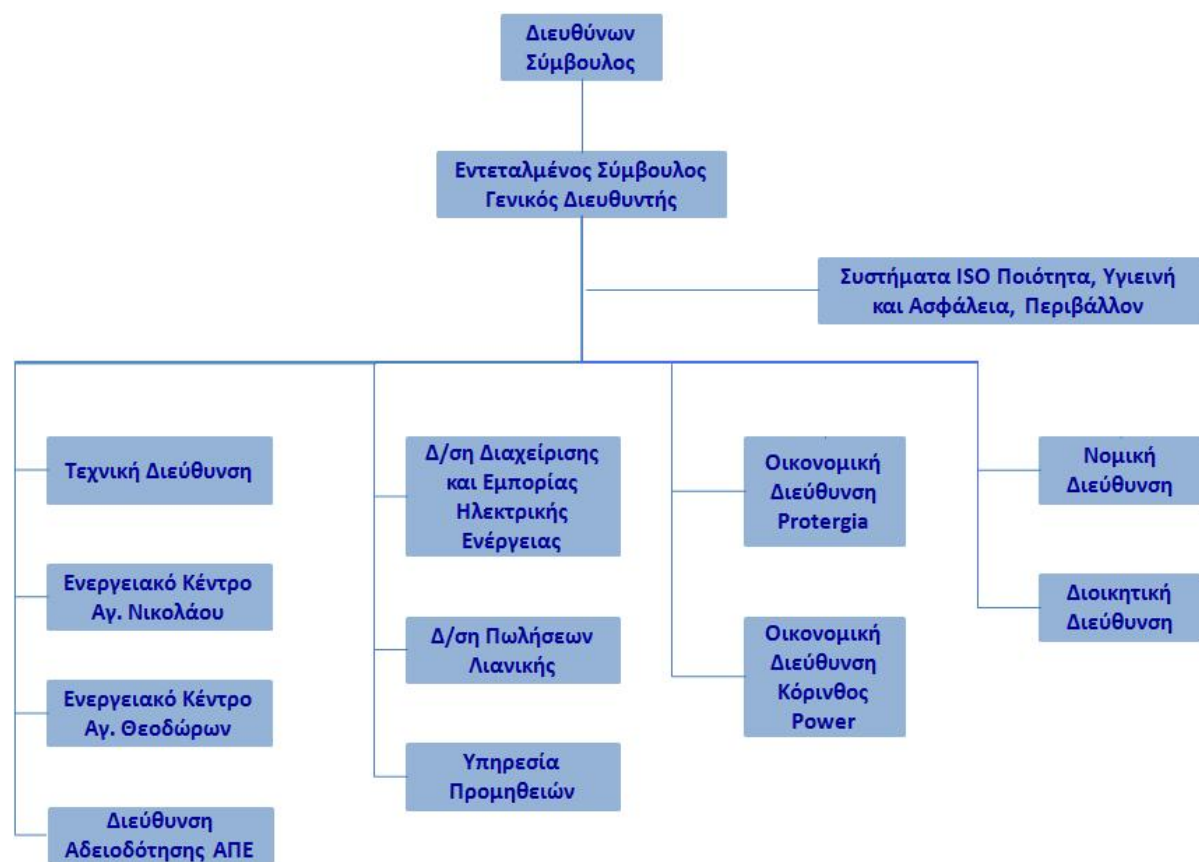 Διευθύνων
Σύμβουλος
Εντεταλμένος Σύμβουλος
Γενικός Διευθυντής
Συστήματα ISO Ποιότητα, Υγιεινή
και Ασφάλεια, Περιβάλλον
Τεχνική Διεύθυνση
Ενεργειακό Κέντρο
Αγ. Νικολάου
Ενεργειακό Κέντρο
Αγ. Θεοδώρων
Διεύθυνση
Αδειοδότησης ΑΠΕ
Δ/ση Διαχείρισης
και Εμπορίας
Ηλεκτρικής
Ενέργειας
Δ/ση Πωλήσεων
Λιανικής
Υπηρεσία
Προμηθειών
Οικονομική
Διεύθυνση
Protergia
Οικονομική
Διεύθυνση
Κόρινθος
Power
Νομική
Διεύθυνση
Διοικητική
Διεύθυνση